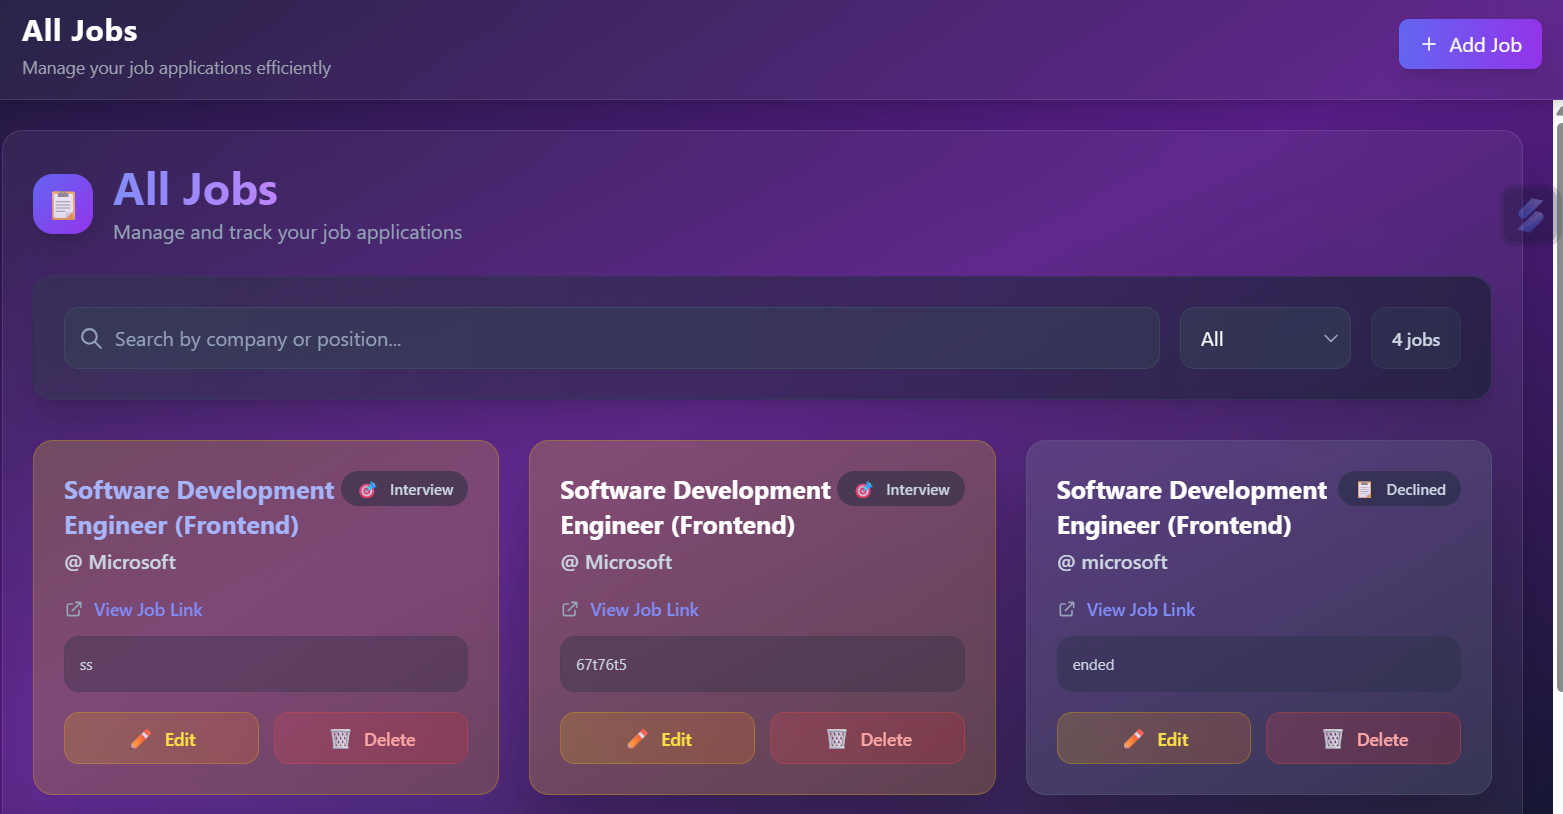 All Jobs
Manage your job applications efficiently
+ Add Job
All Jobs
Manage and track your job applications
Search by company or position...
All
4 jobs
Software Development
Engineer (Frontend)
Interview
@ Microsoft
View Job Link
ss
Edit
Delete
Software Development
Engineer (Frontend)
Interview
@ Microsoft
View Job Link
67t76t5
Edit
Delete
Software Development
Engineer (Frontend)
Declined
@ microsoft
View Job Link
ended
Edit
Delete